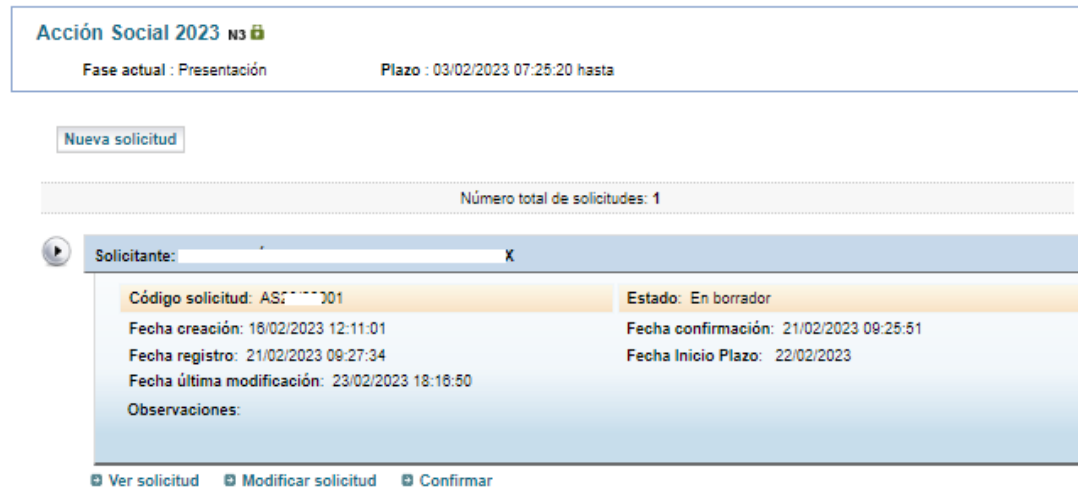 Acción Social 2023 N3
Fase actual : Presentación Plazo : 03/02/2023 07:25:20 hasta
Nueva solicitud
Número total de solicitudes: 1
Solicitante: X
Código solicitud: 001 Estado: En borrador
Fecha creación: 16/02/2023 12:11:01 Fecha confirmación: 21/02/2023 09:25:51
Fecha registro: 21/02/2023 09:27:34 Fecha Inicio Plazo: 22/02/2023
Fecha última modificación: 23/02/2023 18:16:50
Observaciones:
Ver solicitud Modificar solicitud Confirmar